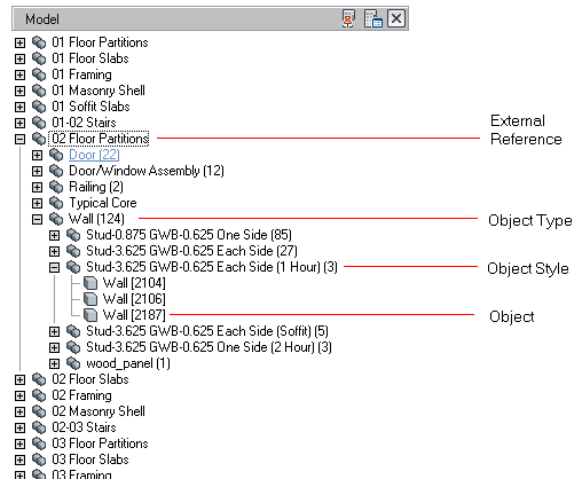 Model
01 Floor Partitions
01 Floor Slabs
01 Framing
01 Masonry Shell
01 Soffit Slabs
01-02 Stairs
External
02 Floor Partitions Reference
Door (22)
Door/Window Assembly (12)
Railing (2)
Typical Core
Wall (124) Object Type
Stud-0.875 GWB-0.625 One Side (85)
Stud-3.625 GWB-0.625 Each Side (27)
Stud-3.625 GWB-0.625 Each Side (1 Hour) (3) Object Style
Wall [2104]
Wall [2106]
Wall [2187] Object
Stud-3.625 GWB-0.625 Each Side (Soffit) (5)
Stud-3.625 GWB-0.625 One Side (2 Hour) (3)
wood_panel (1)
02 Floor Slabs
02 Framing
02 Masonry Shell
02-03 Stairs
03 Floor Partitions
03 Floor Slabs
03 Framing